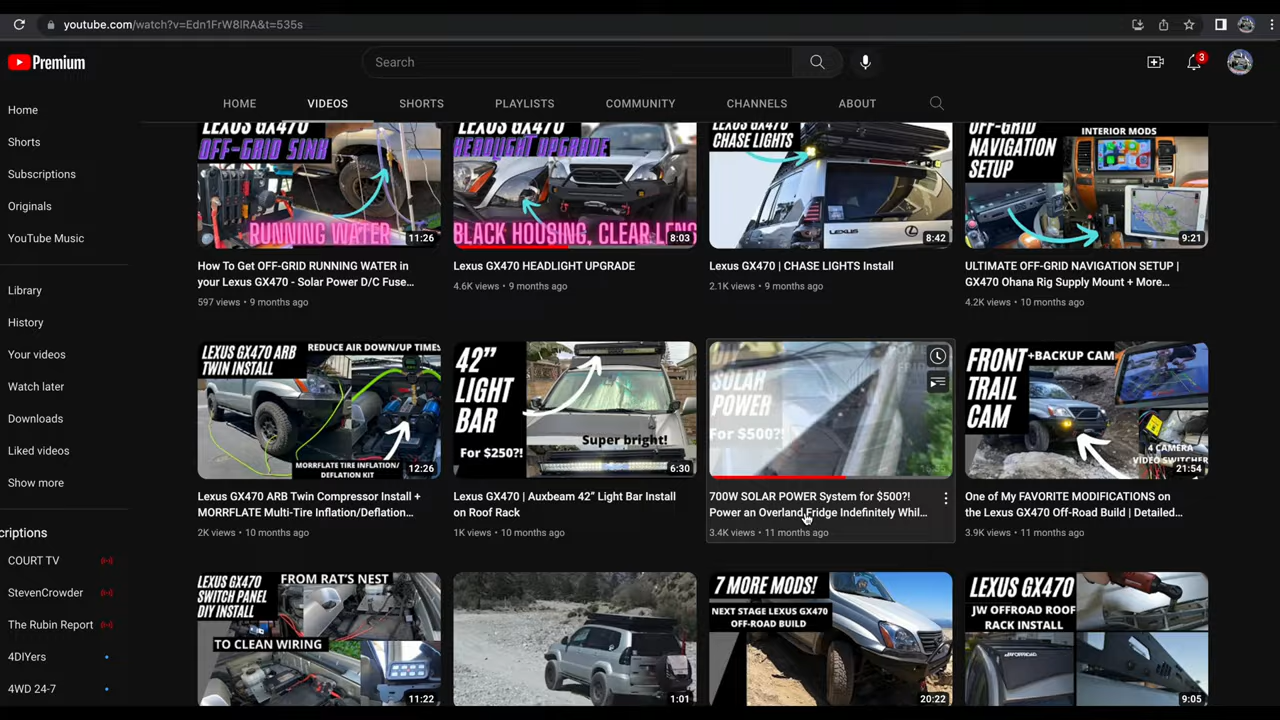 youtube.com/watch?v=Edn1FrW8lRA&t=535s
Premium
Search
3
HOME
VIDEOS
SHORTS
PLAYLISTS
COMMUNITY
CHANNELS
ABOUT
Home
Shorts
Subscriptions
Originals
YouTube Music
Library
History
Your videos
Watch later
Downloads
Liked videos
Show more
COURT TV
StevenCrowder
The Rubin Report
4DIYers
4WD 24-7
LEXUS GX470
OFF-GRID SINK
RUNNING WATER
11:26
How To Get OFF-GRID RUNNING WATER in
your Lexus GX470 - Solar Power D/C Fuse...
597 views • 9 months ago
LEXUS GX470
HEADLIGHT UPGRADE
BLACK HOUSING, CLEAR LENS
8:03
Lexus GX470 HEADLIGHT UPGRADE
4.6K views • 9 months ago
LEXUS GX470
CHASE LIGHTS
LEXUS
8:42
Lexus GX470 | CHASE LIGHTS Install
2.1K views • 9 months ago
OFF-GRID
NAVIGATION
SETUP
INTERIOR MODS
9:21
ULTIMATE OFF-GRID NAVIGATION SETUP |
GX470 Ohana Rig Supply Mount + More...
4.2K views • 10 months ago
LEXUS GX470 ARB
TWIN INSTALL
REDUCE AIR DOWN/UP TIMES
MORRFLATE TIRE INFLATION/
DEFLATION KIT
12:26
Lexus GX470 ARB Twin Compressor Install +
MORRFLATE Multi-Tire Inflation/Deflation...
2K views • 10 months ago
42”
LIGHT
BAR
For $250?!
Super bright!
6:30
Lexus GX470 | Auxbeam 42” Light Bar Install
on Roof Rack
1K views • 10 months ago
SOLAR
POWER
For $500?!
700W SOLAR POWER System for $500?!
Power an Overland Fridge Indefinitely Whil...
3.4K views • 11 months ago
FRONT
TRAIL
CAM
+BACKUP CAM
4 CAMERA
VIDEO SWITCHER
21:54
One of My FAVORITE MODIFICATIONS on
the Lexus GX470 Off-Road Build | Detailed...
3.9K views • 11 months ago
LEXUS GX470
SWITCH PANEL
DIY INSTALL
FROM RAT'S NEST
TO CLEAN WIRING
11:22
1:01
7 MORE MODS!
NEXT STAGE LEXUS GX470
OFF-ROAD BUILD
20:22
LEXUS GX470
JW OFFROAD ROOF
RACK INSTALL
9:05